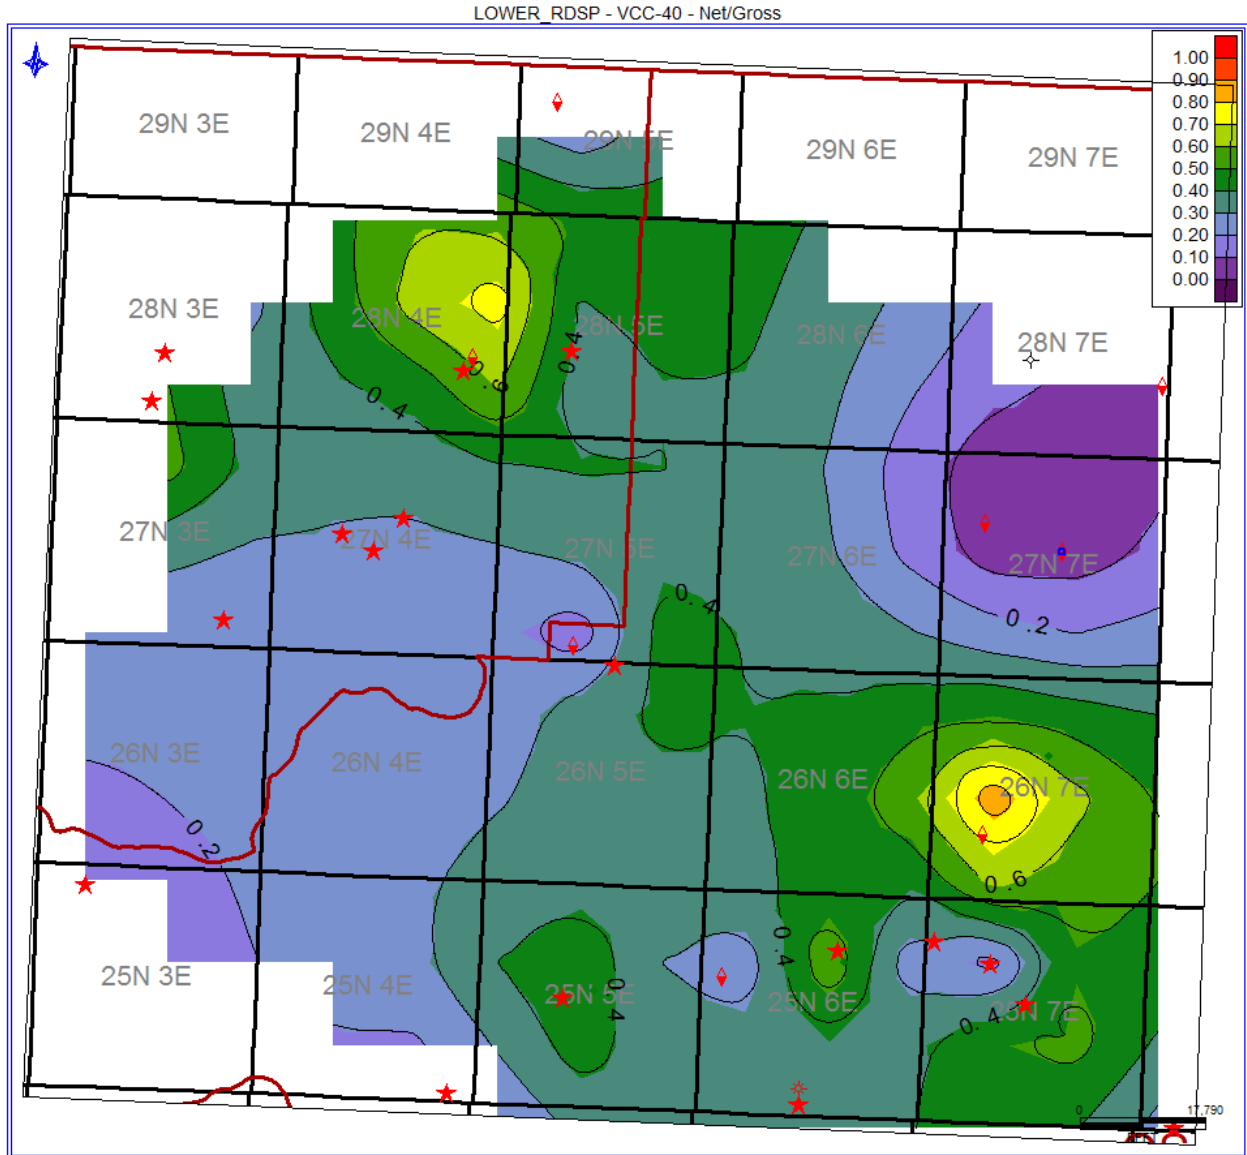 LOWER_RDSP - VCC-40 - Net/Gross
1.00
0.90
0.80
0.70
0.60
0.50
0.40
0.30
0.20
0.10
0.00
29N 3E
29N 4E
29N 5E
29N 6E
29N 7E
28N 3E
28N 4E
28N 5E
28N 6E
28N 7E
0.4
0.6
0.4
27N 3E
27N 4E
27N 5E
27N 6E
27N 7E
0.4
0.2
26N 3E
26N 4E
26N 5E
26N 6E
26N 7E
0.2
0.6
25N 3E
25N 4E
25N 5E
25N 6E
25N 7E
0.4
0.4
0.4
0
17,790